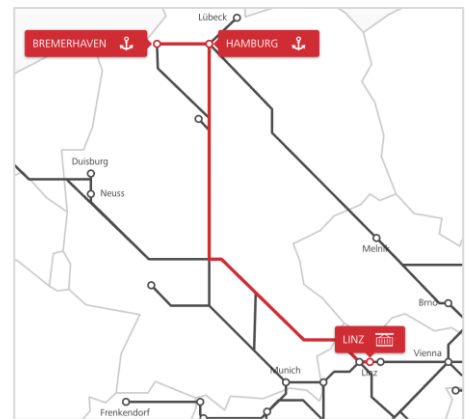 Lübeck
BREMERHAVEN
HAMBURG
Duisburg
Neuss
Melnik
Brno
LINZ
Vienna
Linz
Munich
Frenkendorf